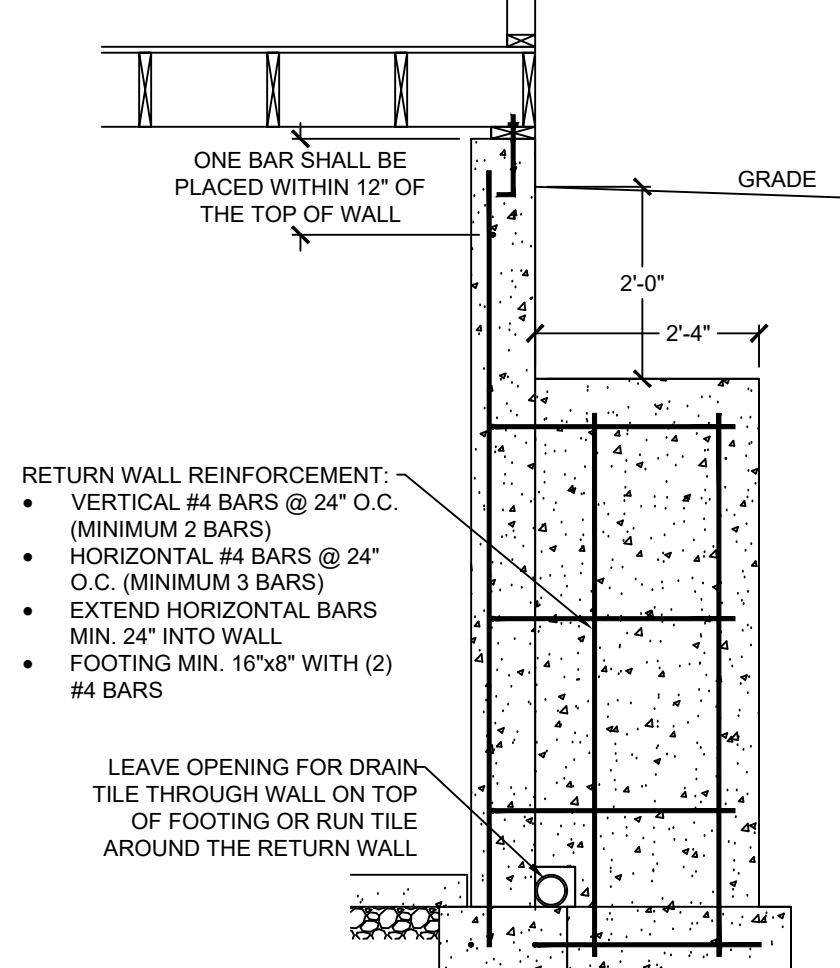 ONE BAR SHALL BE
PLACED WITHIN 12" OF
THE TOP OF WALL
GRADE
2'-0"
2'-4"
RETURN WALL REINFORCEMENT:
• VERTICAL #4 BARS @ 24" O.C.
(MINIMUM 2 BARS)
• HORIZONTAL #4 BARS @ 24"
O.C. (MINIMUM 3 BARS)
• EXTEND HORIZONTAL BARS
MIN. 24" INTO WALL
• FOOTING MIN. 16"x8" WITH (2)
#4 BARS
LEAVE OPENING FOR DRAIN
TILE THROUGH WALL ON TOP
OF FOOTING OR RUN TILE
AROUND THE RETURN WALL